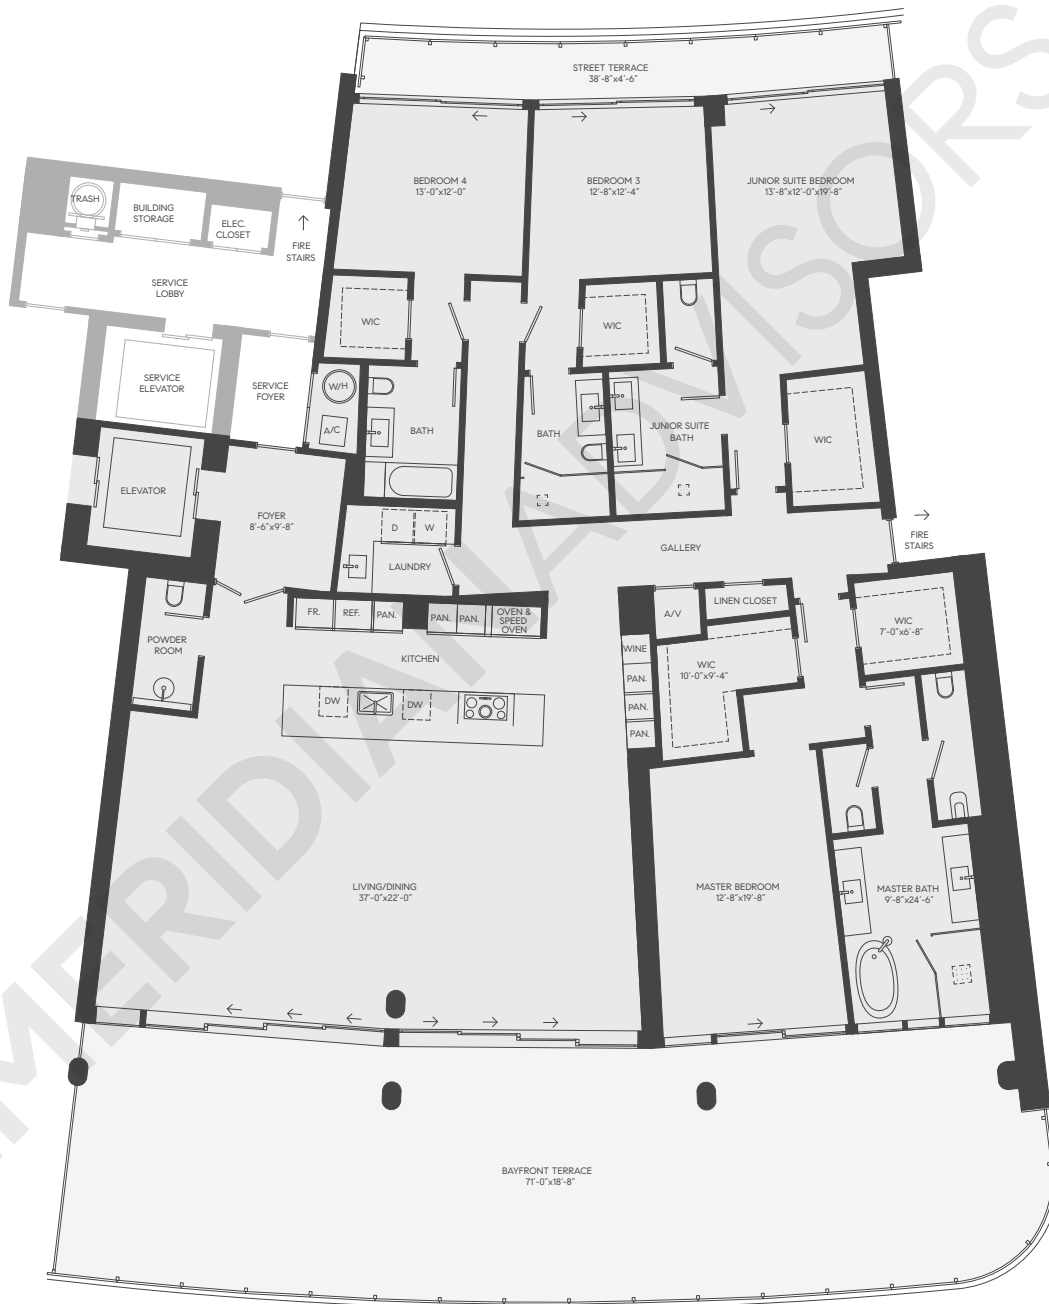 STREET TERRACE
38'-8"x4'-6"
BEDROOM 4
13'-0"x12'-0"
BEDROOM 3
12'-8"x12'-4"
JUNIOR SUITE BEDROOM
13'-8"x12'-0"x19'-8"
TRASH
BUILDING
STORAGE
ELEC.
CLOSET
FIRE
STAIRS
SERVICE
LOBBY
WIC
WIC
SERVICE
ELEVATOR
SERVICE
FOYER
W/H
A/C
BATH
BATH
JUNIOR SUITE
BATH
WIC
ELEVATOR
FOYER
8'-6"x9'-8"
D
W
LAUNDRY
GALLERY
FIRE
STAIRS
FR.
REF.
PAN.
PAN.
PAN.
OVEN &
SPEED
OVEN
A/V
LINEN CLOSET
WIC
7'-0"x6'-8"
POWDER
ROOM
KITCHEN
WINE
PAN.
PAN.
PAN.
WIC
10'-0"x9'-4"
DW
DW
LIVING/DINING
37'-0"x22'-0"
MASTER BEDROOM
12'-8"x19'-8"
MASTER BATH
9'-8"x24'-6"
BAYFRONT TERRACE
71'-0"x18'-8"
MERIDIANADVISORS